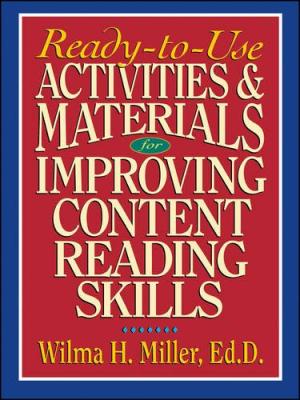 Ready-to-Use
ACTIVITIES &
MATERIALS
for
IMPROVING
CONTENT
READING
SKILLS
Wilma H. Miller, Ed.D.